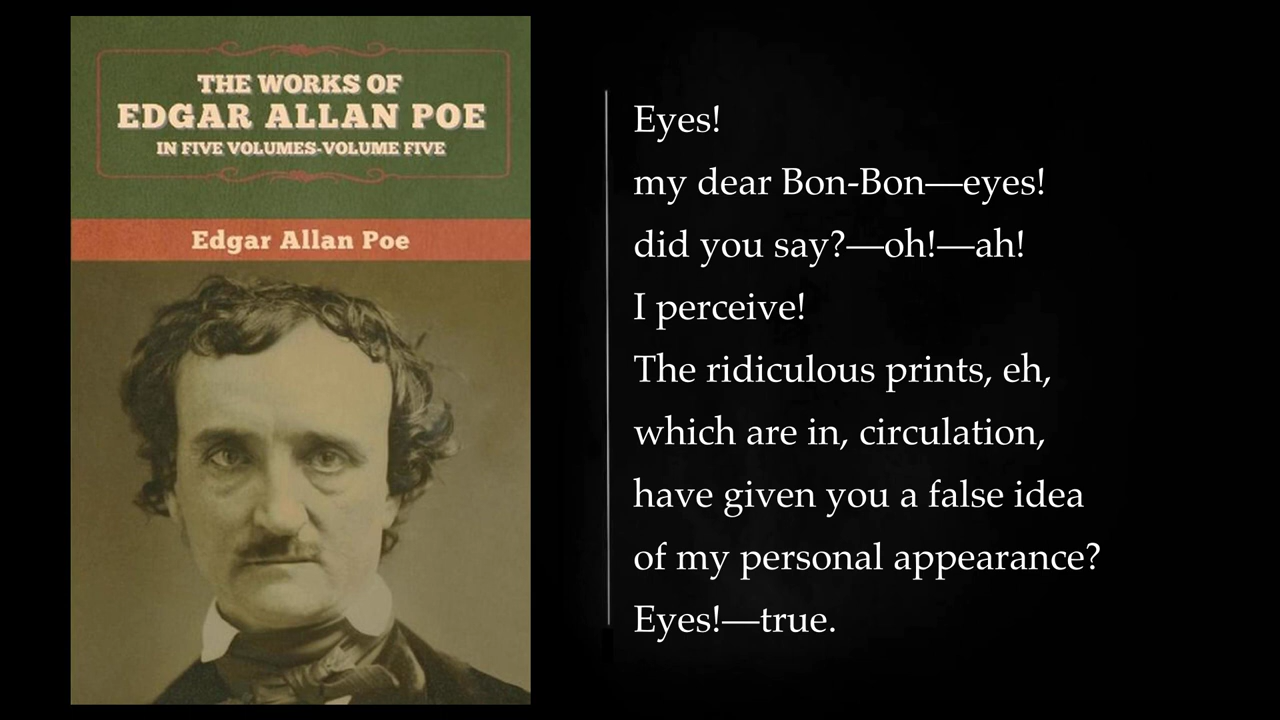 THE WORKS OF
EDGAR ALLAN POE
IN FIVE VOLUMES-VOLUME FIVE
Edgar Allan Poe
Eyes!
my dear Bon-Bon—eyes!
did you say?—oh!—ah!
I perceive!
The ridiculous prints, eh,
which are in, circulation,
have given you a false idea
of my personal appearance?
Eyes!—true.